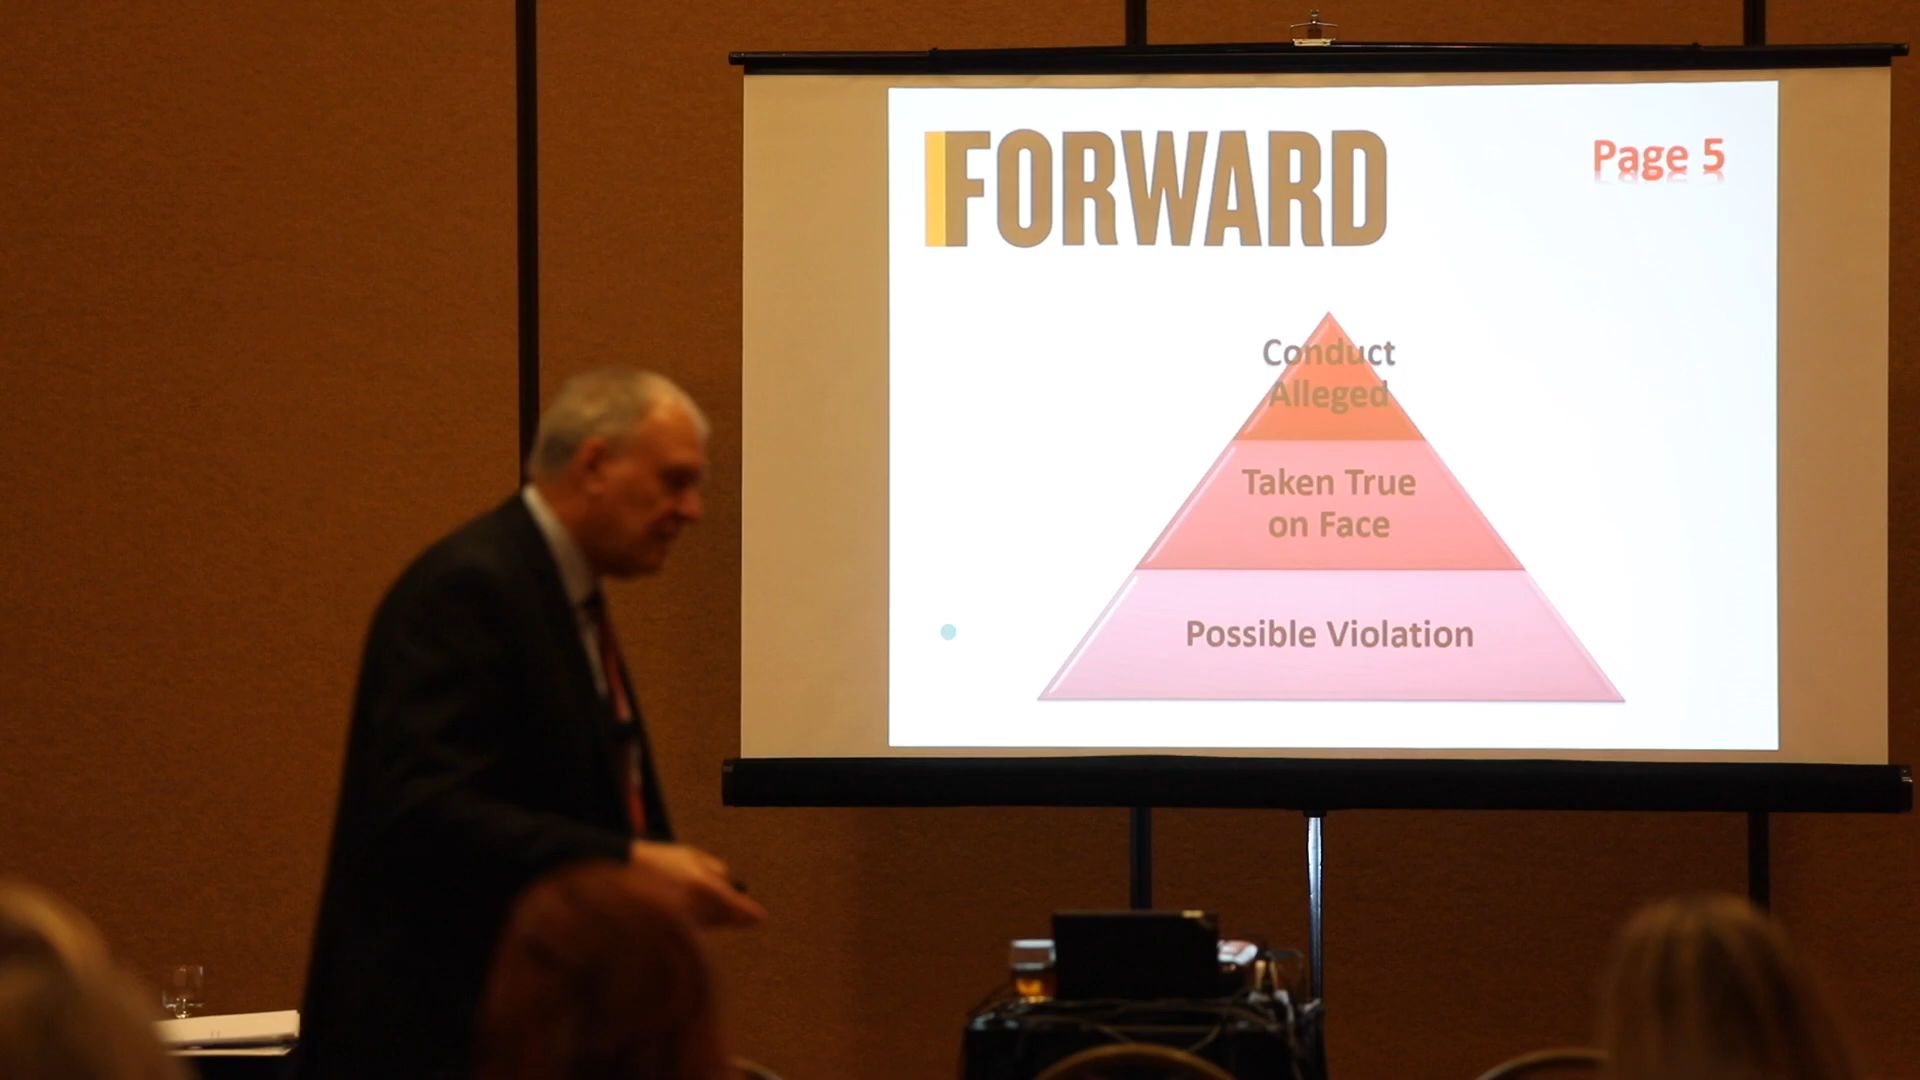 FORWARD
Page 5
Conduct
Alleged
Taken True
on Face
Possible Violation